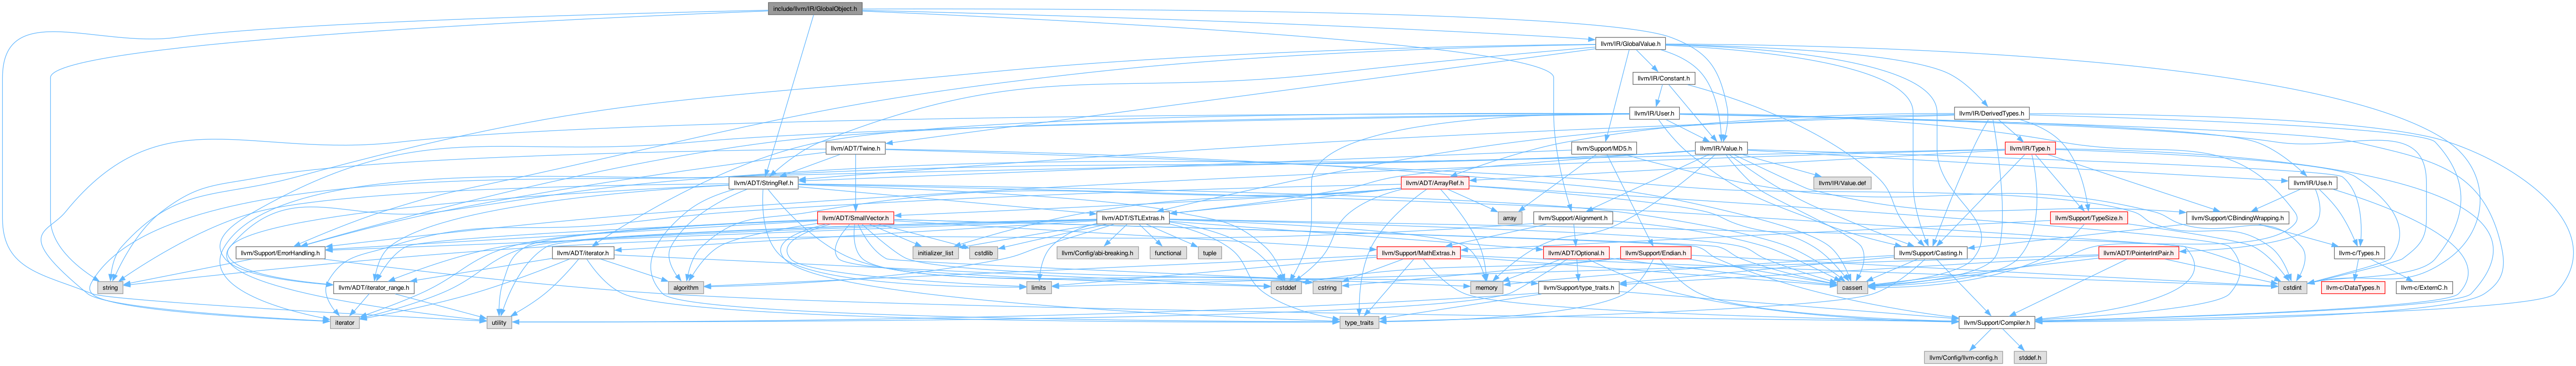 include/llvm/IR/GlobalObject.h
llvm/IR/GlobalValue.h
llvm/IR/Constant.h
llvm/IR/User.h
llvm/IR/DerivedTypes.h
llvm/ADT/Twine.h
llvm/Support/MD5.h
llvm/IR/Value.h
llvm/IR/Type.h
llvm/ADT/StringRef.h
llvm/ADT/ArrayRef.h
llvm/IR/Value.def
llvm/IR/Use.h
llvm/ADT/SmallVector.h
llvm/ADT/STLExtras.h
array
llvm/Support/Alignment.h
llvm/Support/TypeSize.h
llvm/Support/CBindingWrapping.h
llvm/Support/ErrorHandling.h
llvm/ADT/iterator.h
initializer_list
cstdlib
llvm/Config/abi-breaking.h
functional
tuple
llvm/Support/MathExtras.h
llvm/ADT/Optional.h
llvm/Support/Endian.h
llvm/Support/Casting.h
llvm/ADT/PointerIntPair.h
llvm-c/Types.h
string
llvm/ADT/iterator_range.h
algorithm
limits
cstddef
cstring
memory
llvm/Support/type_traits.h
cassert
cstdint
llvm-c/DataTypes.h
llvm-c/ExternC.h
iterator
utility
type_traits
llvm/Support/Compiler.h
llvm/Config/llvm-config.h
stddef.h